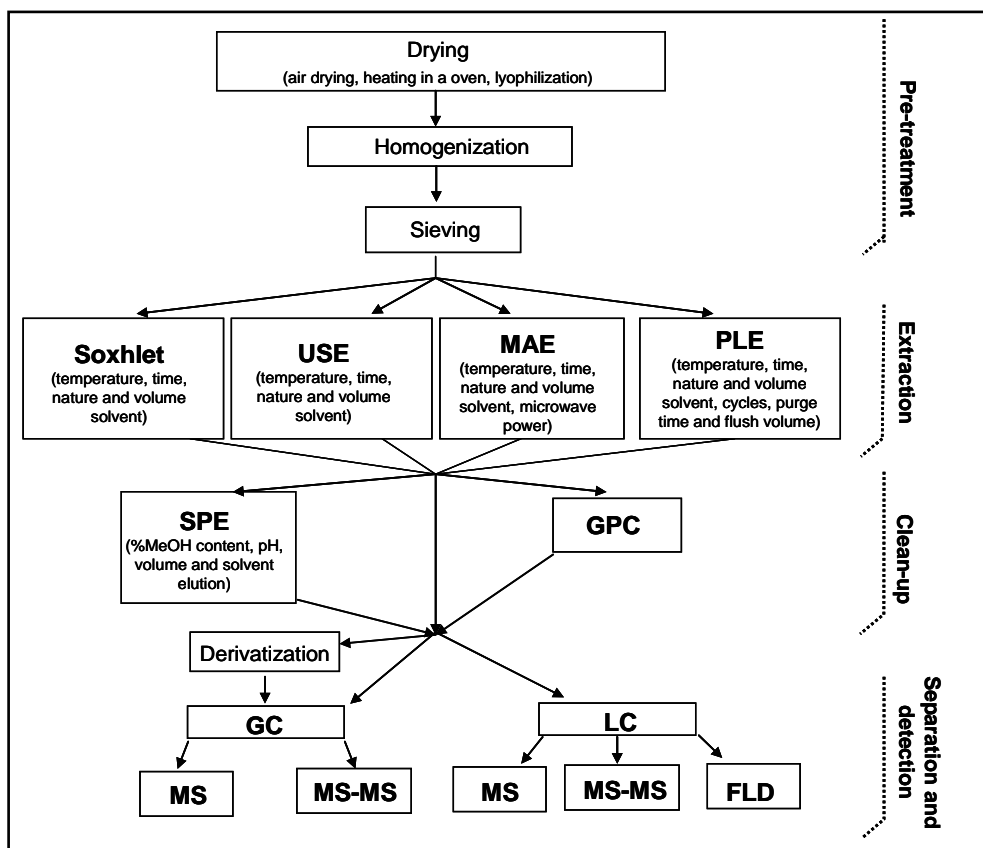 Drying
(air drying, heating in a oven, lyophilization)
Homogenization
Sieving
Pre-treatment
Soxhlet
(temperature, time,
nature and volume
solvent)
USE
(temperature, time,
nature and volume
solvent)
MAE
(temperature, time,
nature and volume
solvent, microwave
power)
PLE
(temperature, time,
nature and volume
solvent, cycles, purge
time and flush volume)
Extraction
SPE
(%MeOH content, pH,
volume and solvent
elution)
GPC
Clean-up
Derivatization
GC
LC
MS
MS-MS
MS
MS-MS
FLD
Separation and
detection